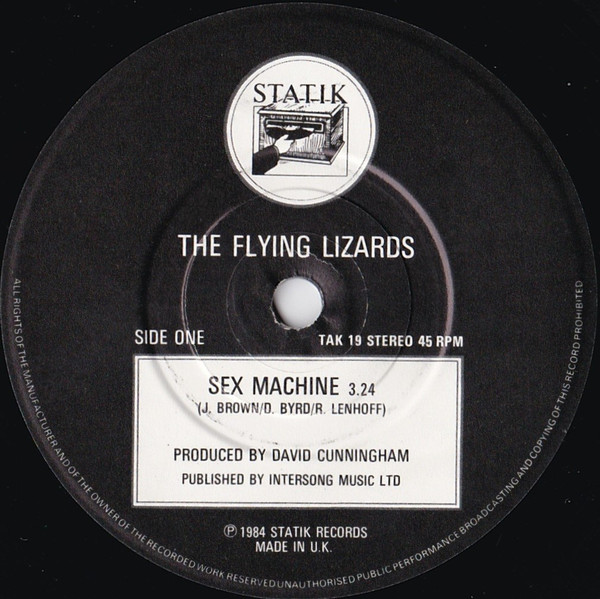 STATIK
THE FLYING LIZARDS
SIDE ONE
TAK 19 STEREO 45 RPM
SEX MACHINE 3.24
(J. BROWN/D. BYRD/R. LENHOFF)
PRODUCED BY DAVID CUNNINGHAM
PUBLISHED BY INTERSONG MUSIC LTD
℗ 1984 STATIK RECORDS
MADE IN U.K.
ALL RIGHTS OF THE MANUFACTURER AND OF THE OWNER OF THE RECORDED WORK RESERVED UNAUTHORISED PUBLIC PERFORMANCE BROADCASTING AND COPYING OF THIS RECORD PROHIBITED